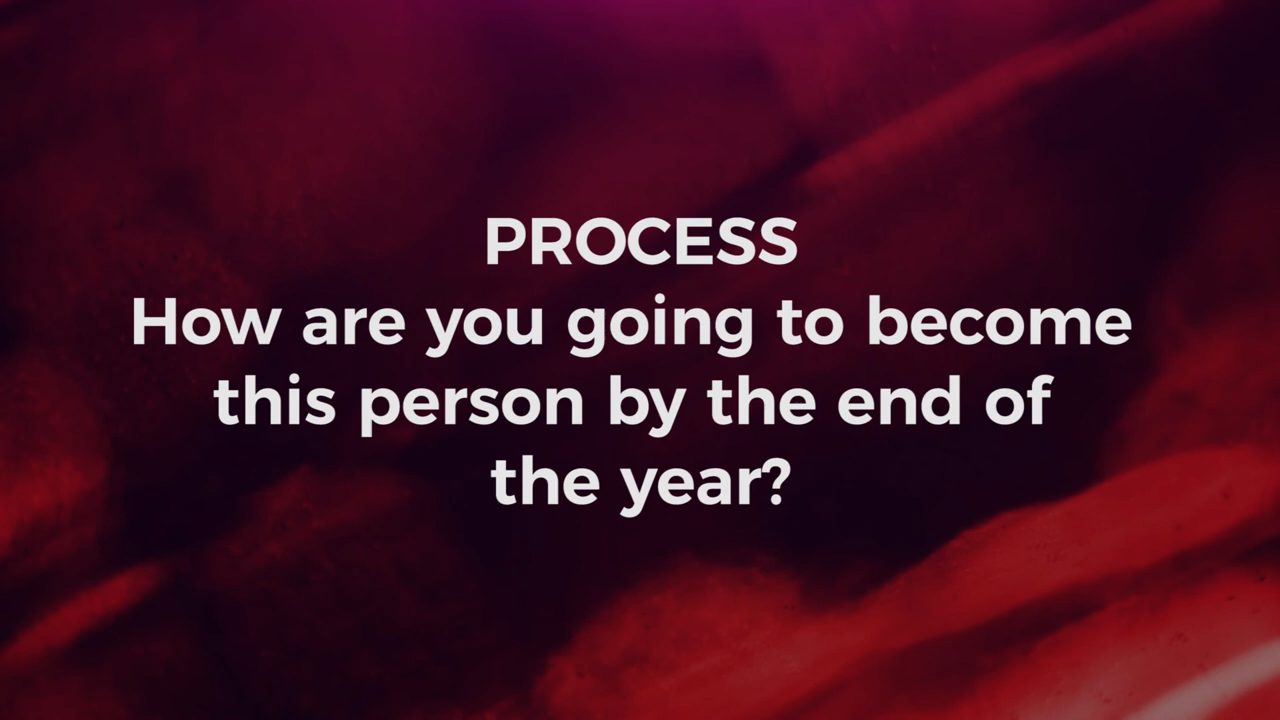 PROCESS
How are you going to become
this person by the end of
the year?